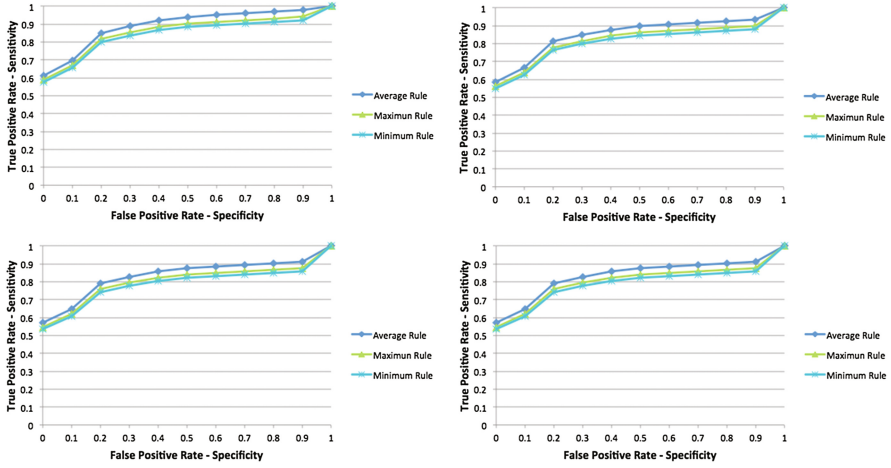 True Positive Rate - Sensitivity
1
0.9
0.8
0.7
0.6
0.5
0.4
0.3
0.2
0.1
0
0 0.1 0.2 0.3 0.4 0.5 0.6 0.7 0.8 0.9 1
False Positive Rate - Specificity
Average Rule
Maximun Rule
Minimum Rule
True Positive Rate - Sensitivity
1
0.9
0.8
0.7
0.6
0.5
0.4
0.3
0.2
0.1
0
0 0.1 0.2 0.3 0.4 0.5 0.6 0.7 0.8 0.9 1
False Positive Rate - Specificity
Average Rule
Maximun Rule
Minimum Rule
True Positive Rate - Sensitivity
1
0.9
0.8
0.7
0.6
0.5
0.4
0.3
0.2
0.1
0
0 0.1 0.2 0.3 0.4 0.5 0.6 0.7 0.8 0.9 1
False Positive Rate - Specificity
Average Rule
Maximun Rule
Minimum Rule
True Positive Rate - Sensitivity
1
0.9
0.8
0.7
0.6
0.5
0.4
0.3
0.2
0.1
0
0 0.1 0.2 0.3 0.4 0.5 0.6 0.7 0.8 0.9 1
False Positive Rate - Specificity
Average Rule
Maximun Rule
Minimum Rule